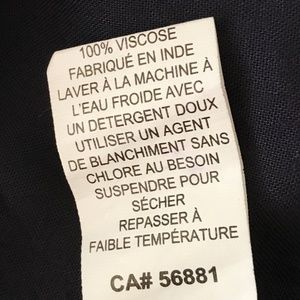 100% VISCOSE
FABRIQUÉ EN INDE
LAVER À LA MACHINE À
L'EAU FROIDE AVEC
UN DETERGENT DOUX
UTILISER UN AGENT
DE BLANCHIMENT SANS
CHLORE AU BESOIN
SUSPENDRE POUR
SÉCHER
REPASSER À
FAIBLE TEMPÉRATURE
CA# 56881